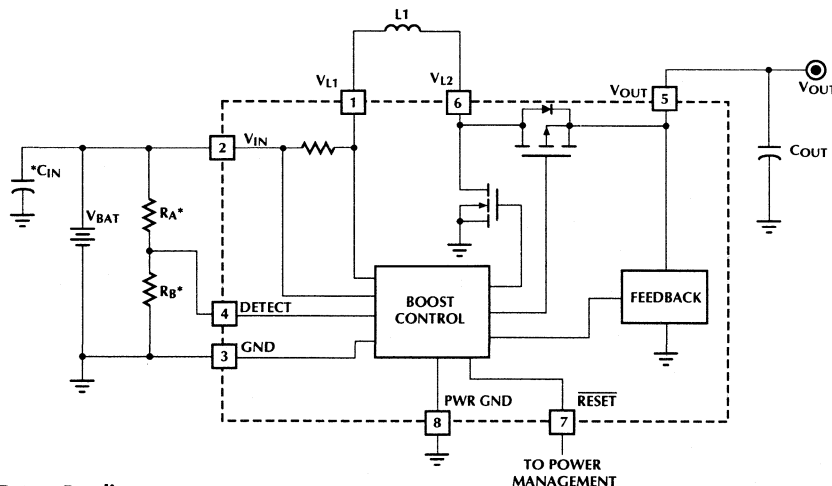 L1
VL1
VL2
VOUT
1
6
5
VOUT
2
VIN
*CIN
COUT
RA*
VBAT
RB*
BOOST
CONTROL
FEEDBACK
4
DETECT
3
GND
PWR GND
RESET
8
7
TO POWER
MANAGEMENT